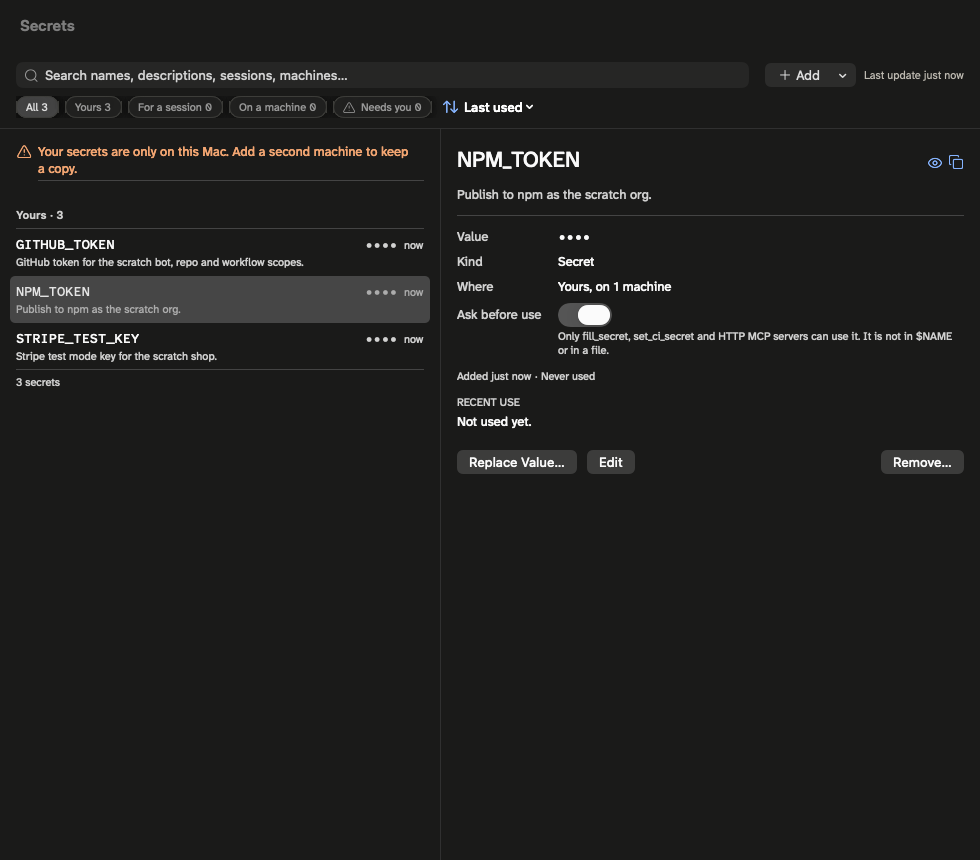 Secrets
Search names, descriptions, sessions, machines...
Add
Last update just now
All 3
Yours 3
For a session 0
On a machine 0
Needs you 0
Last used
Your secrets are only on this Mac. Add a second machine to keep
a copy.
Yours · 3
GITHUB_TOKEN
•••• now
GitHub token for the scratch bot, repo and workflow scopes.
NPM_TOKEN
•••• now
Publish to npm as the scratch org.
STRIPE_TEST_KEY
•••• now
Stripe test mode key for the scratch shop.
3 secrets
NPM_TOKEN
Publish to npm as the scratch org.
Value ••••
Kind Secret
Where Yours, on 1 machine
Ask before use
Only fill_secret, set_ci_secret and HTTP MCP servers can use it. It is not in $NAME
or in a file.
Added just now · Never used
RECENT USE
Not used yet.
Replace Value...
Edit
Remove...